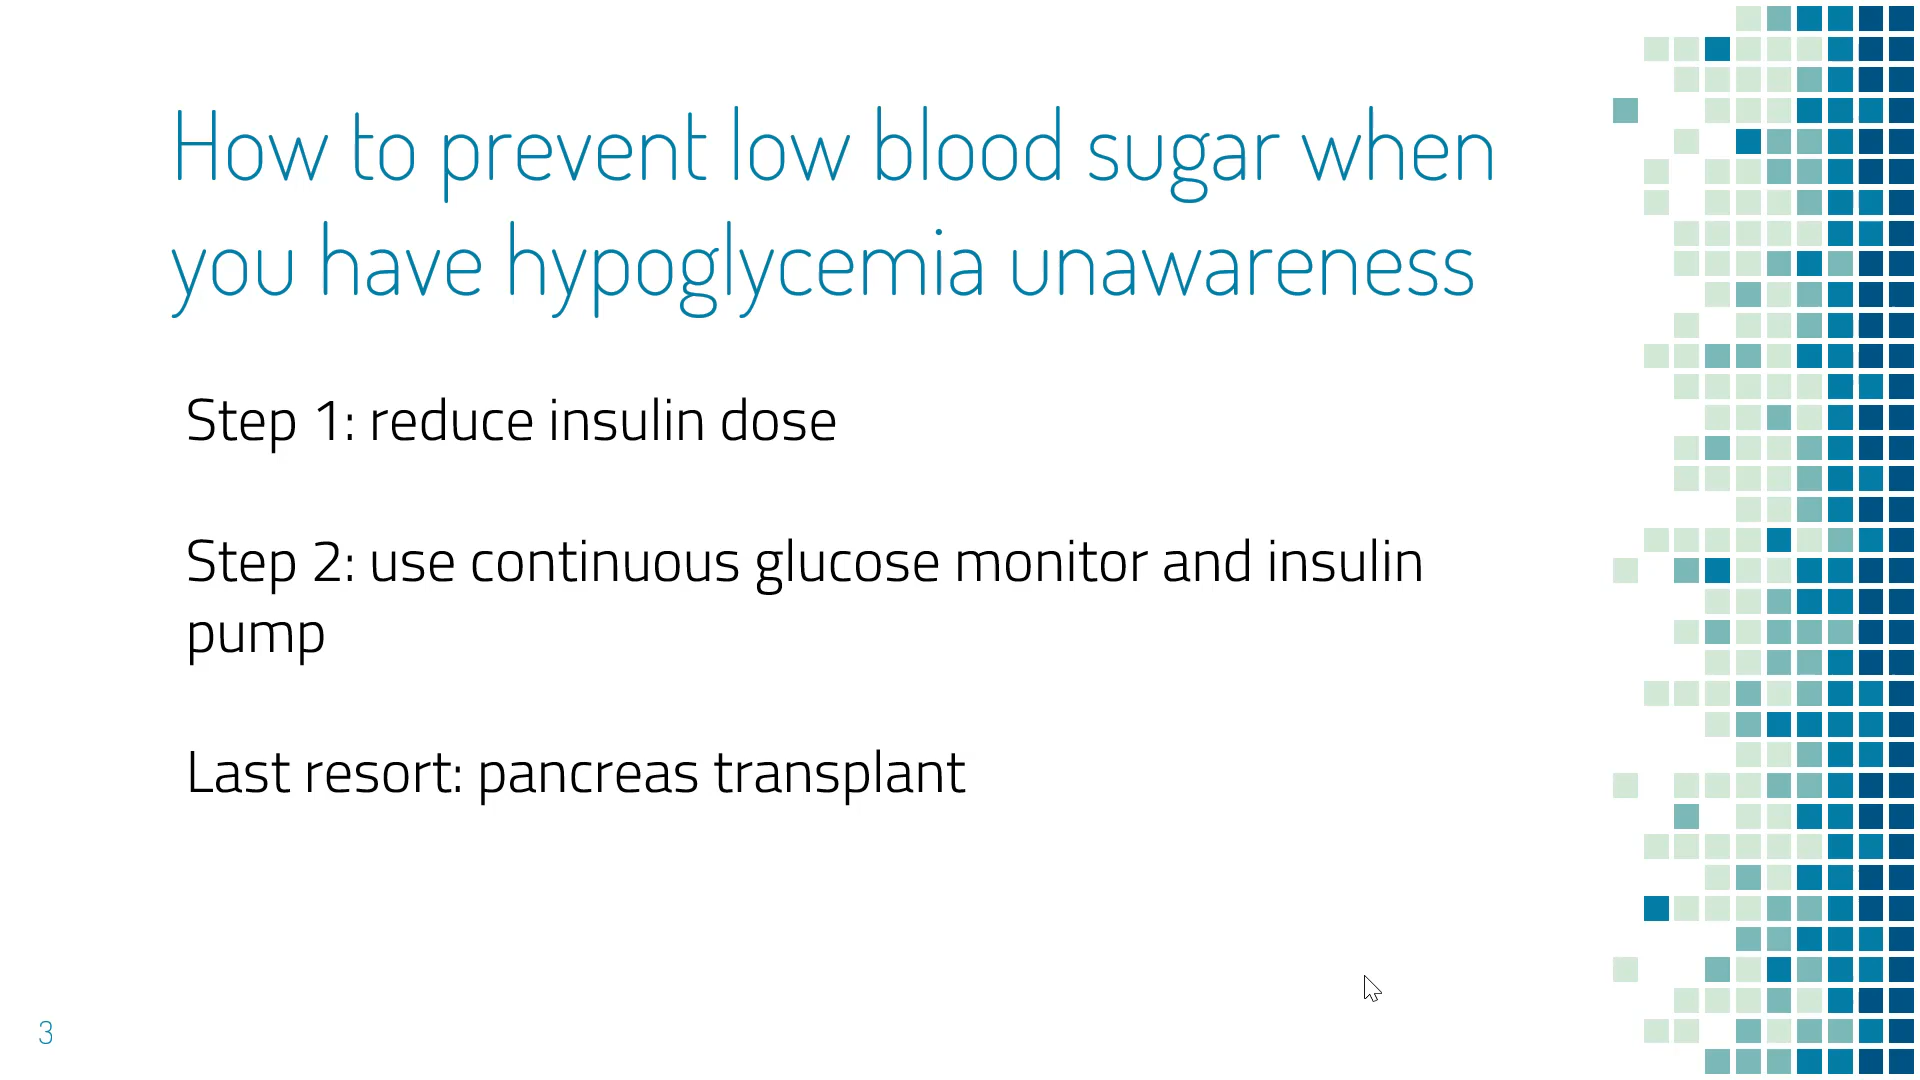 How to prevent low blood sugar when
you have hypoglycemia unawareness
Step 1: reduce insulin dose
Step 2: use continuous glucose monitor and insulin
pump
Last resort: pancreas transplant
3